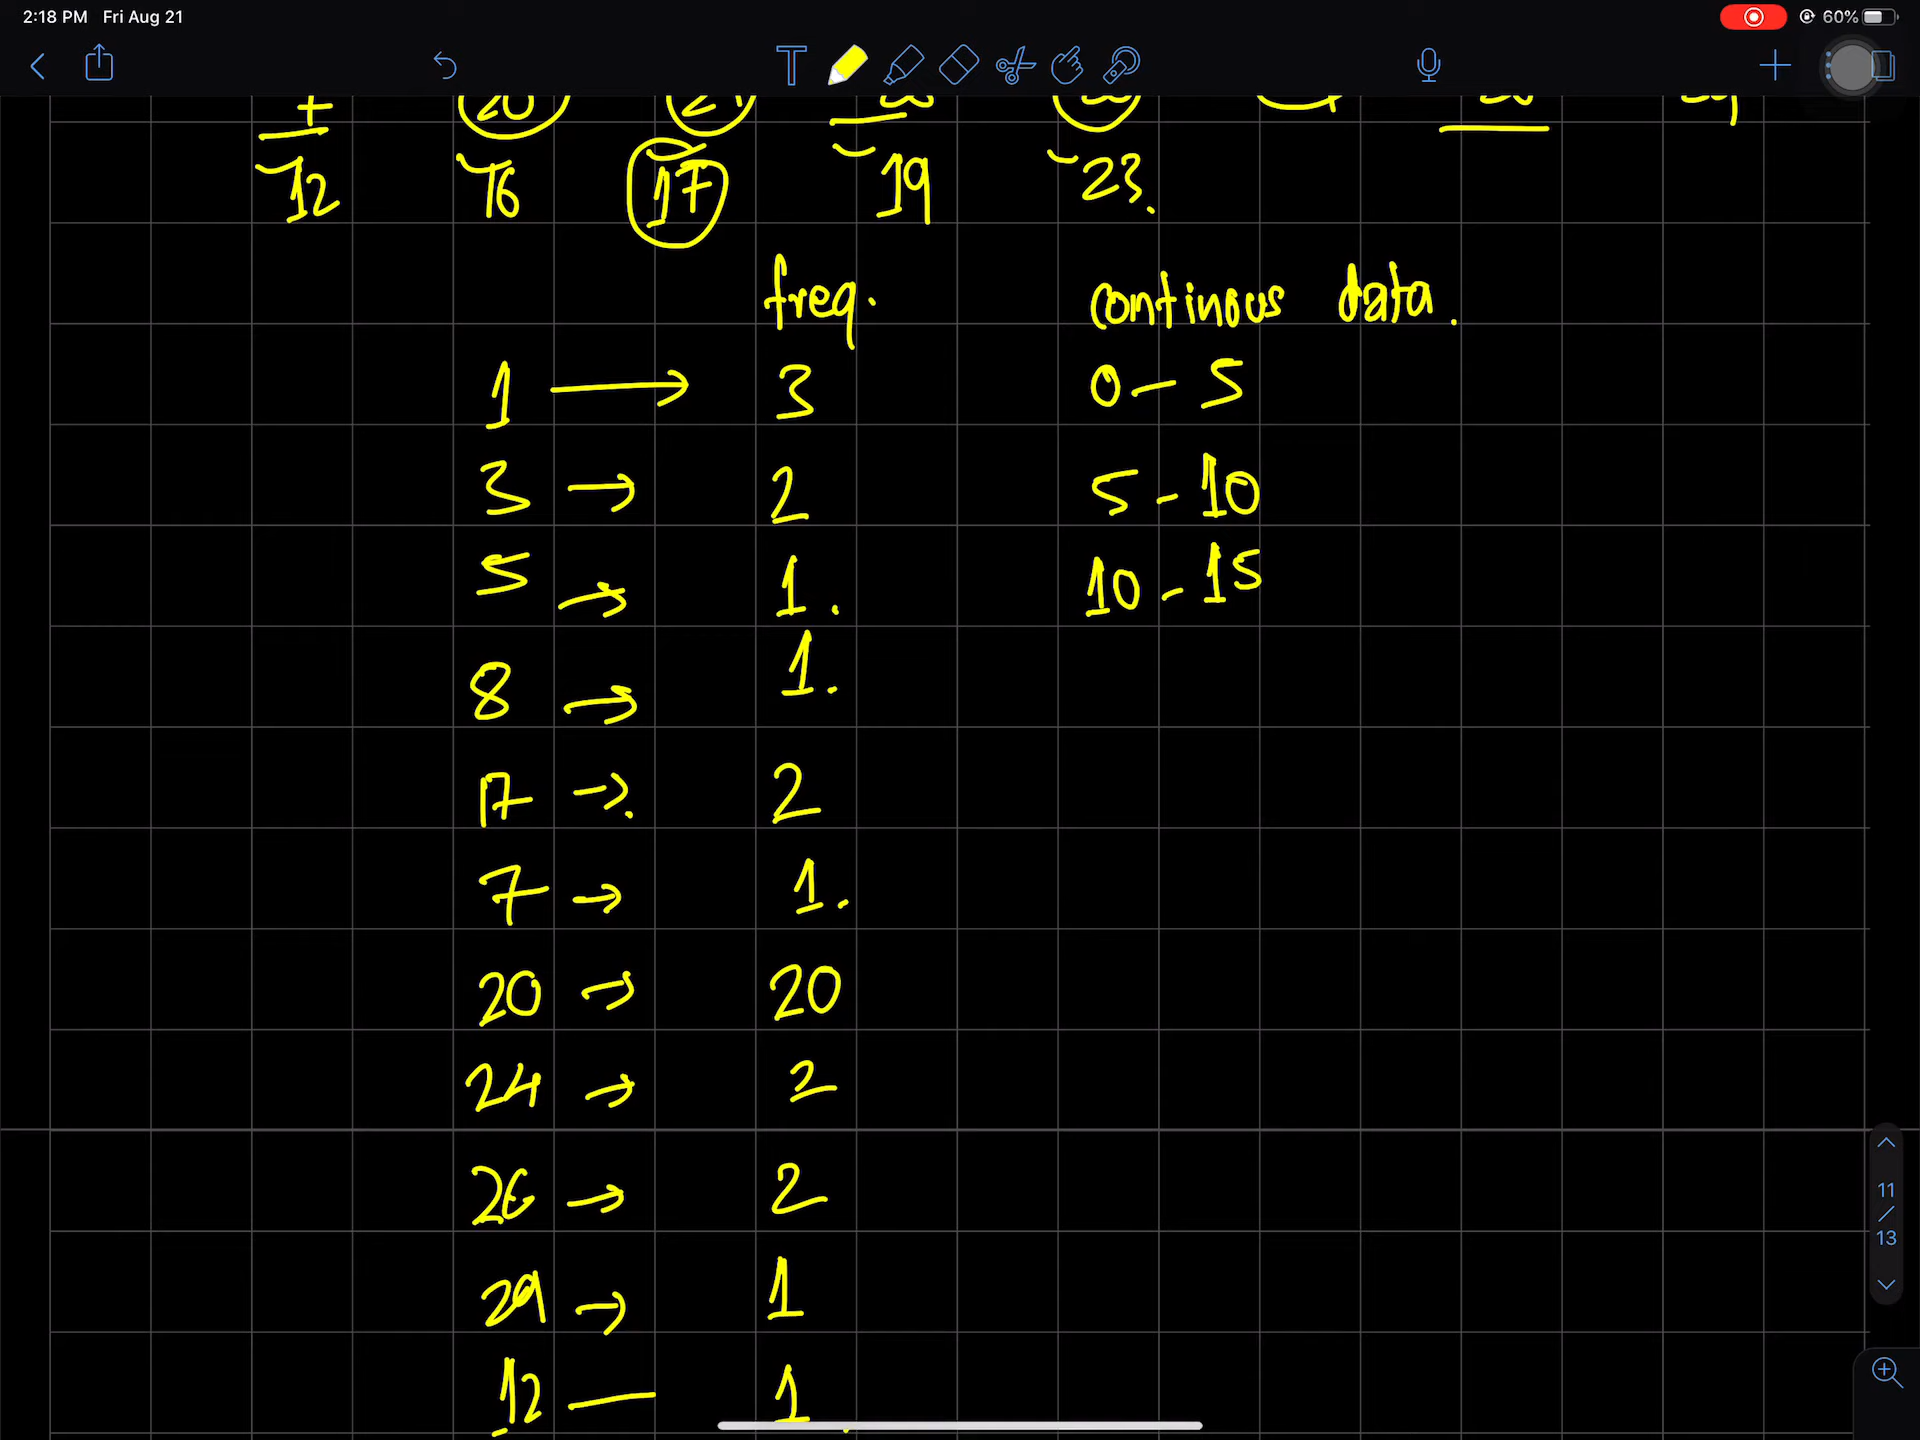 2:18 PM Fri Aug 21 60%
T
12 16 17 19 23.
freq. continous data.
1 → 3 0 - 5
3 → 2 5 - 10
5 → 1. 10 - 15
8 → 1.
17 →. 2
7 → 1.
20 → 20
24 → 2
26 → 2
29 → 1
12 — 1
11 / 13